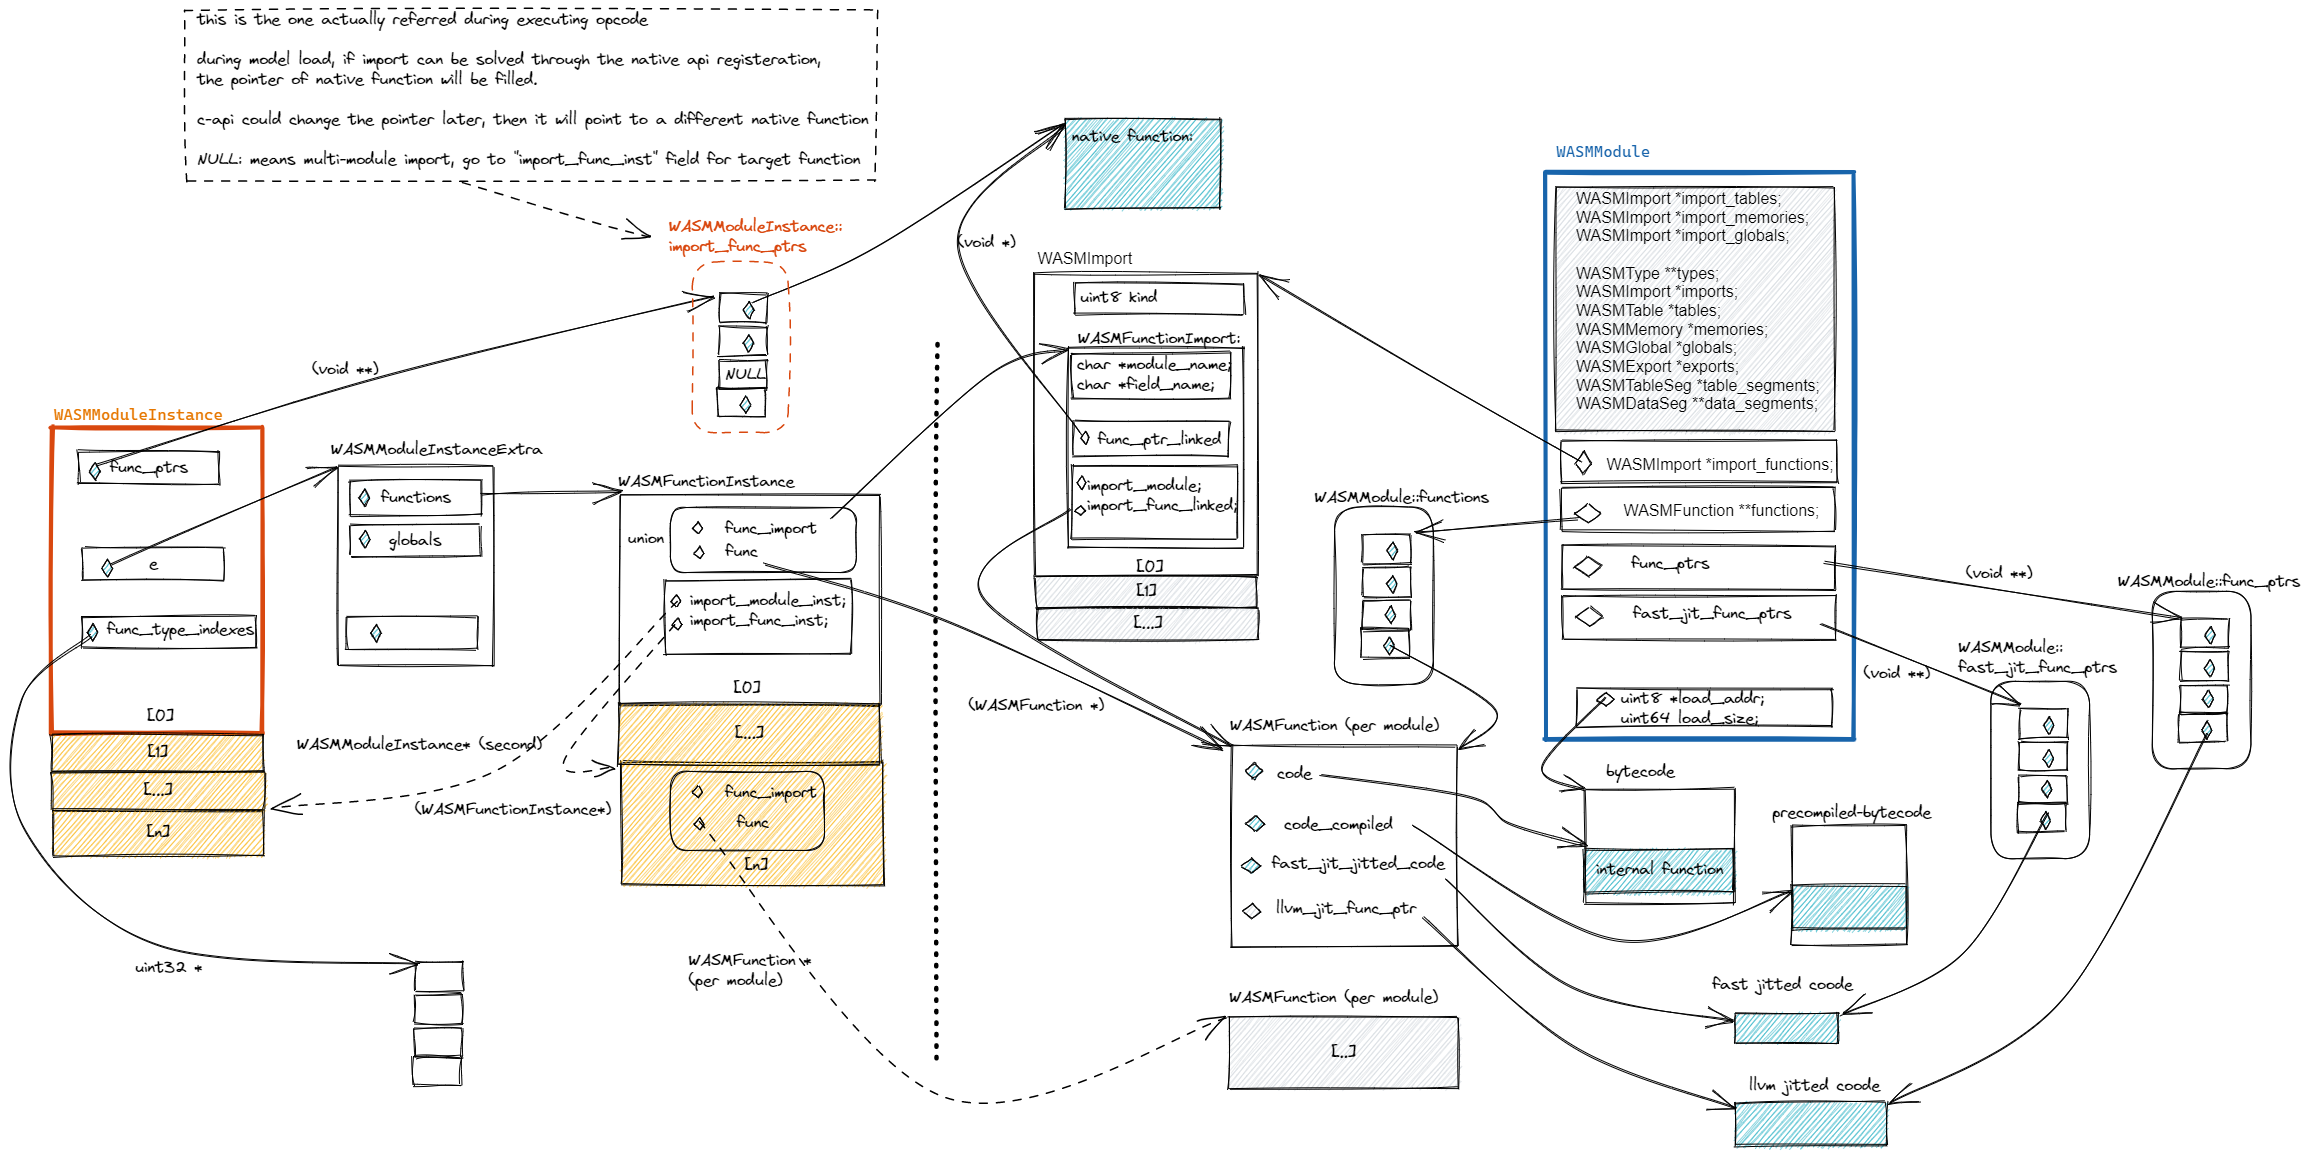 this is the one actually referred during executing opcode
during model load, if import can be solved through the native api registeration,
the pointer of native function will be filled.
c-api could change the pointer later, then it will point to a different native function
NULL: means multi-module import, go to "import_func_inst" field for target function
WASMModuleInstance::
import_func_ptrs
NULL
(void **)
WASMModuleInstance
func_ptrs
e
func_type_indexes
[0]
[1]
[...]
[n]
uint32 *
WASMModuleInstanceExtra
functions
globals
WASMFunctionInstance
union
func_import
func
import_module_inst;
import_func_inst;
[0]
[...]
func_import
func
[n]
WASMModuleInstance* (second)
(WASMFunctionInstance*)
WASMFunction *
(per module)
native function:
(void *)
WASMImport
uint8 kind
WASMFunctionImport:
char *module_name;
char *field_name;
func_ptr_linked
import_module;
import_func_linked;
[0]
[1]
[...]
(WASMFunction *)
WASMModule::functions
WASMFunction (per module)
code
code_compiled
fast_jit_jitted_code
llvm_jit_func_ptr
WASMFunction (per module)
[...]
WASMModule
WASMImport *import_tables;
WASMImport *import_memories;
WASMImport *import_globals;
WASMType **types;
WASMImport *imports;
WASMTable *tables;
WASMMemory *memories;
WASMGlobal *globals;
WASMExport *exports;
WASMTableSeg *table_segments;
WASMDataSeg **data_segments;
WASMImport *import_functions;
WASMFunction **functions;
func_ptrs
fast_jit_func_ptrs
uint8 *load_addr;
uint64 load_size;
(void **)
WASMModule::func_ptrs
(void **)
WASMModule::
fast_jit_func_ptrs
bytecode
internal function
precompiled-bytecode
fast jitted coode
llvm jitted coode